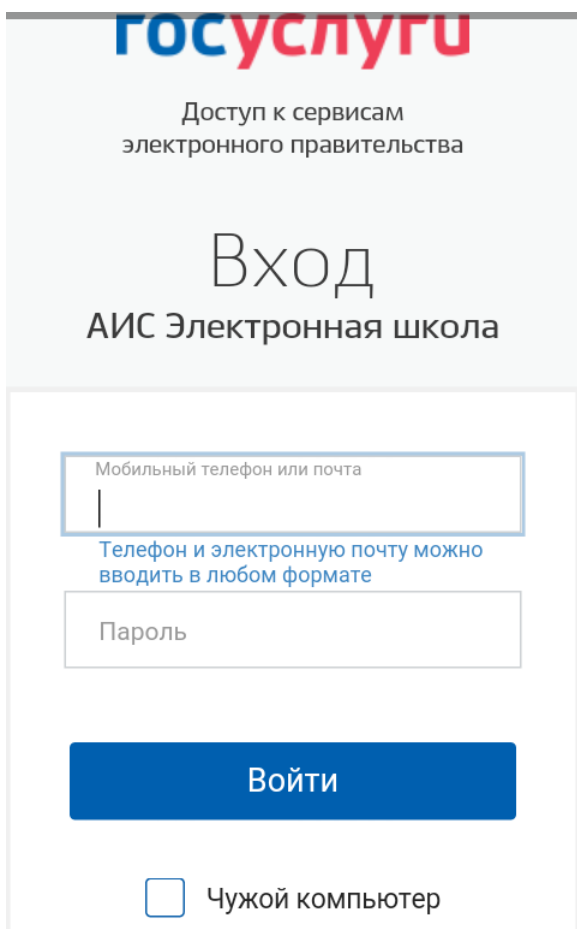 госуслуги
Доступ к сервисам
электронного правительства
Вход
АИС Электронная школа
Мобильный телефон или почта
Телефон и электронную почту можно
вводить в любом формате
Пароль
Войти
Чужой компьютер